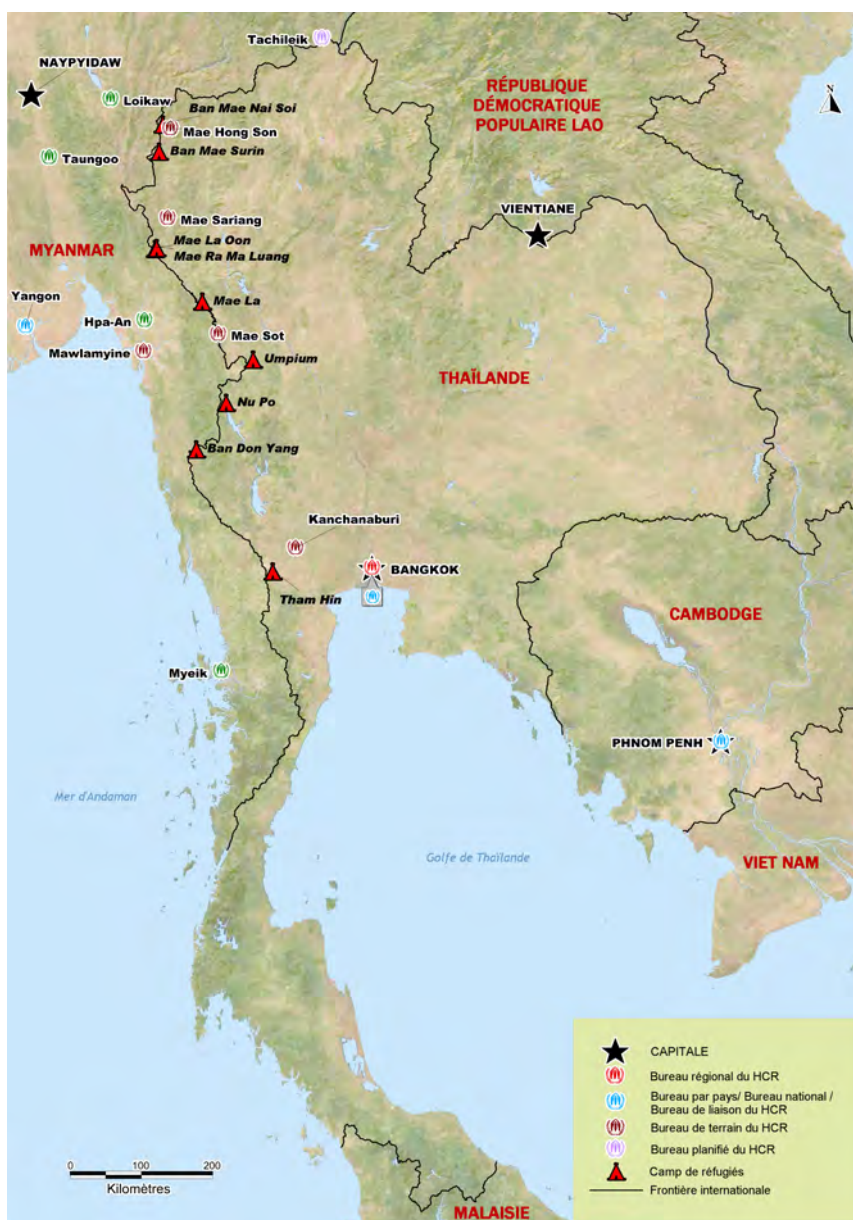 Tachileik
NAYPYIDAW
Loikaw
Ban Mae Nai Soi
RÉPUBLIQUE
DÉMOCRATIQUE
POPULAIRE LAO
N
Mae Hong Son
Ban Mae Surin
Taungoo
VIENTIANE
Mae Sariang
Mae La Oon
Mae Ra Ma Luang
MYANMAR
Yangon
Mae La
Hpa-An
Mae Sot
Mawlamyine
Umpium
THAÏLANDE
Nu Po
Ban Don Yang
Kanchanaburi
BANGKOK
Tham Hin
CAMBODGE
Myeik
PHNOM PENH
Mer d'Andaman
Golfe de Thaïlande
VIET NAM
CAPITALE
Bureau régional du HCR
Bureau par pays/ Bureau national /
Bureau de liaison du HCR
Bureau de terrain du HCR
Bureau planifié du HCR
Camp de réfugiés
Frontière internationale
0 100 200
Kilomètres
MALAISIE